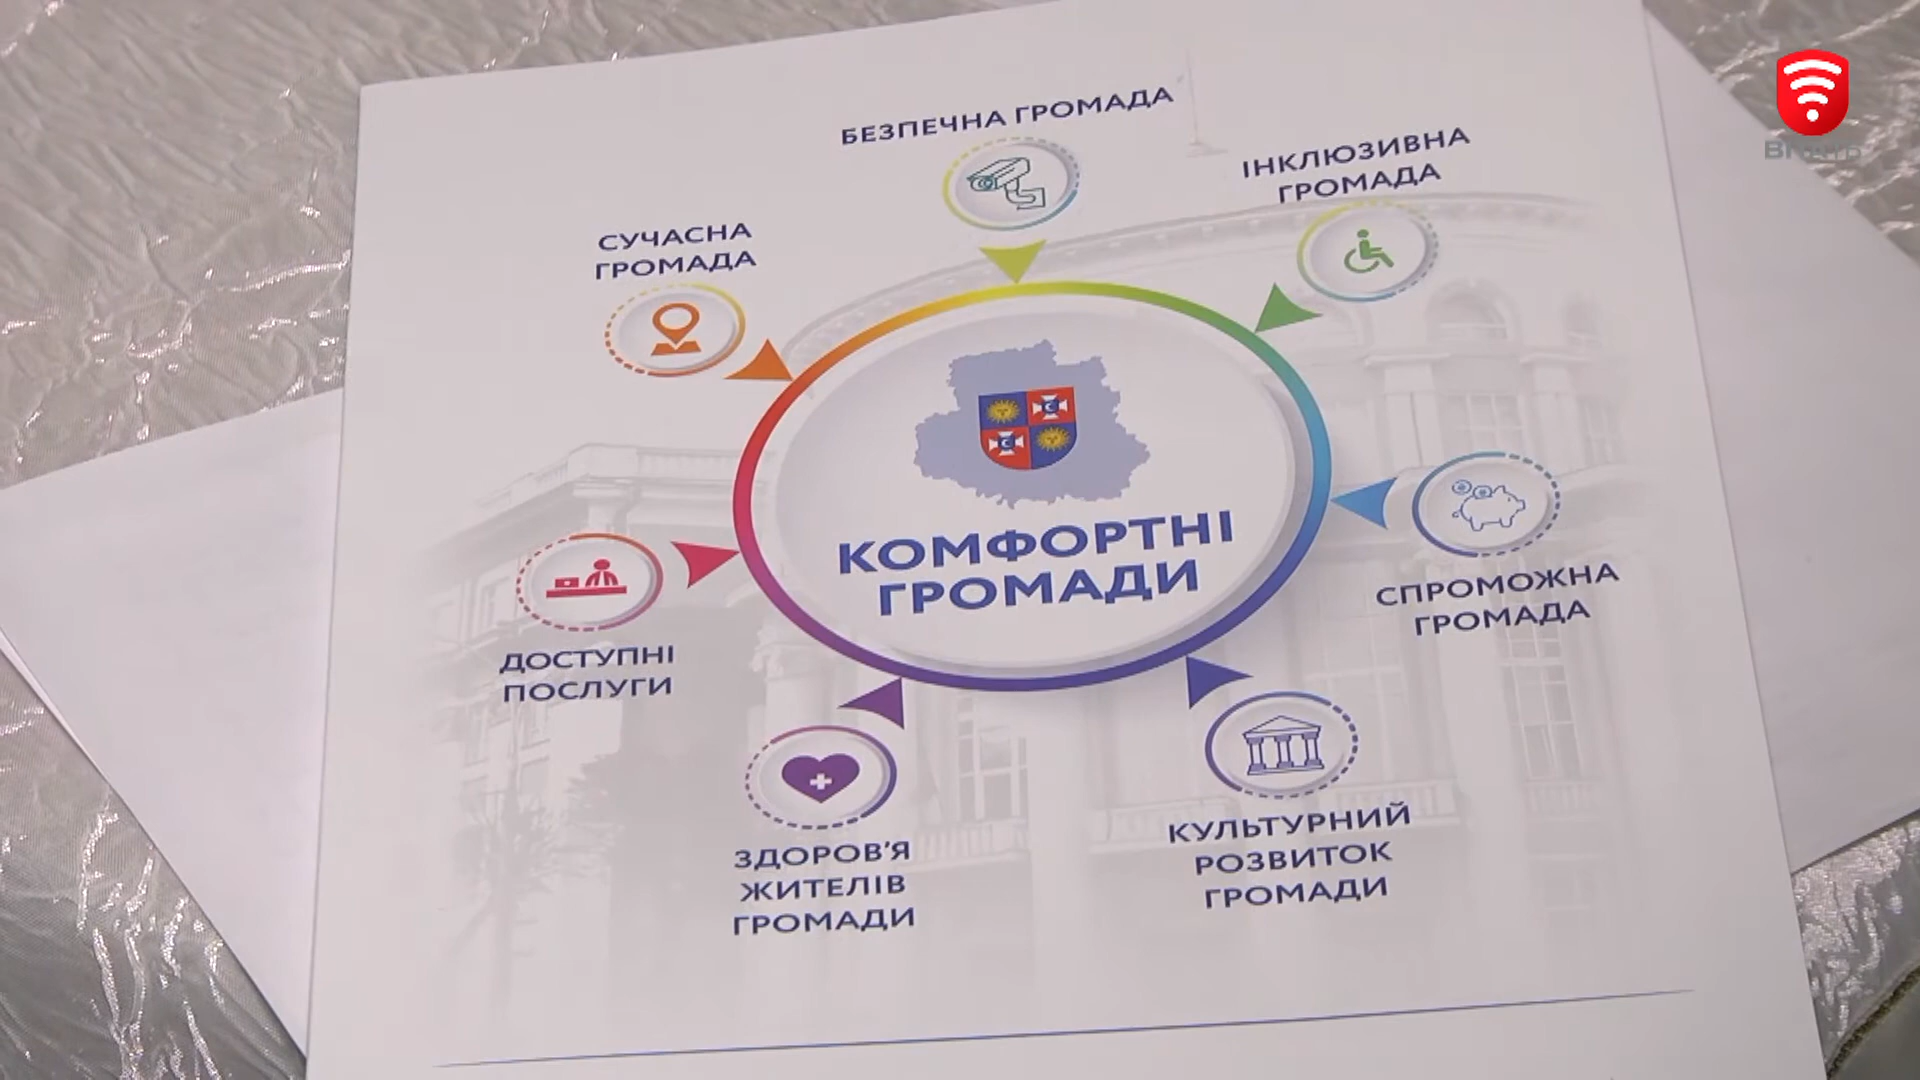 БЕЗПЕЧНА ГРОМАДА
ІНКЛЮЗИВНА
ГРОМАДА
СУЧАСНА
ГРОМАДА
КОМФОРТНІ
ГРОМАДИ
СПРОМОЖНА
ГРОМАДА
ДОСТУПНІ
ПОСЛУГИ
ЗДОРОВ'Я
ЖИТЕЛІВ
ГРОМАДИ
КУЛЬТУРНИЙ
РОЗВИТОК
ГРОМАДИ